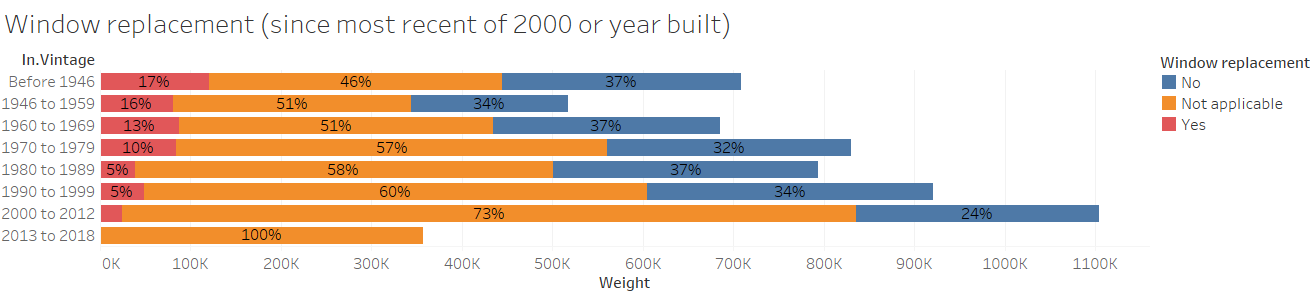 Window replacement (since most recent of 2000 or year built)
In.Vintage
Before 1946 17% 46% 37%
1946 to 1959 16% 51% 34%
1960 to 1969 13% 51% 37%
1970 to 1979 10% 57% 32%
1980 to 1989 5% 58% 37%
1990 to 1999 5% 60% 34%
2000 to 2012 73% 24%
2013 to 2018 100%
0K 100K 200K 300K 400K 500K 600K 700K 800K 900K 1000K 1100K
Weight
Window replacement
No
Not applicable
Yes